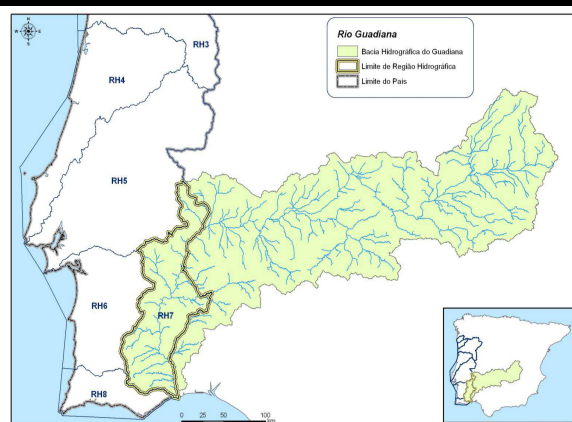 N
W
E
S
RH3
RH4
RH5
RH6
RH7
RH8
Rio Guadiana
Bacia Hidrográfica do Guadiana
Limite de Região Hidrográfica
Limite do País
0 25 50 100
km